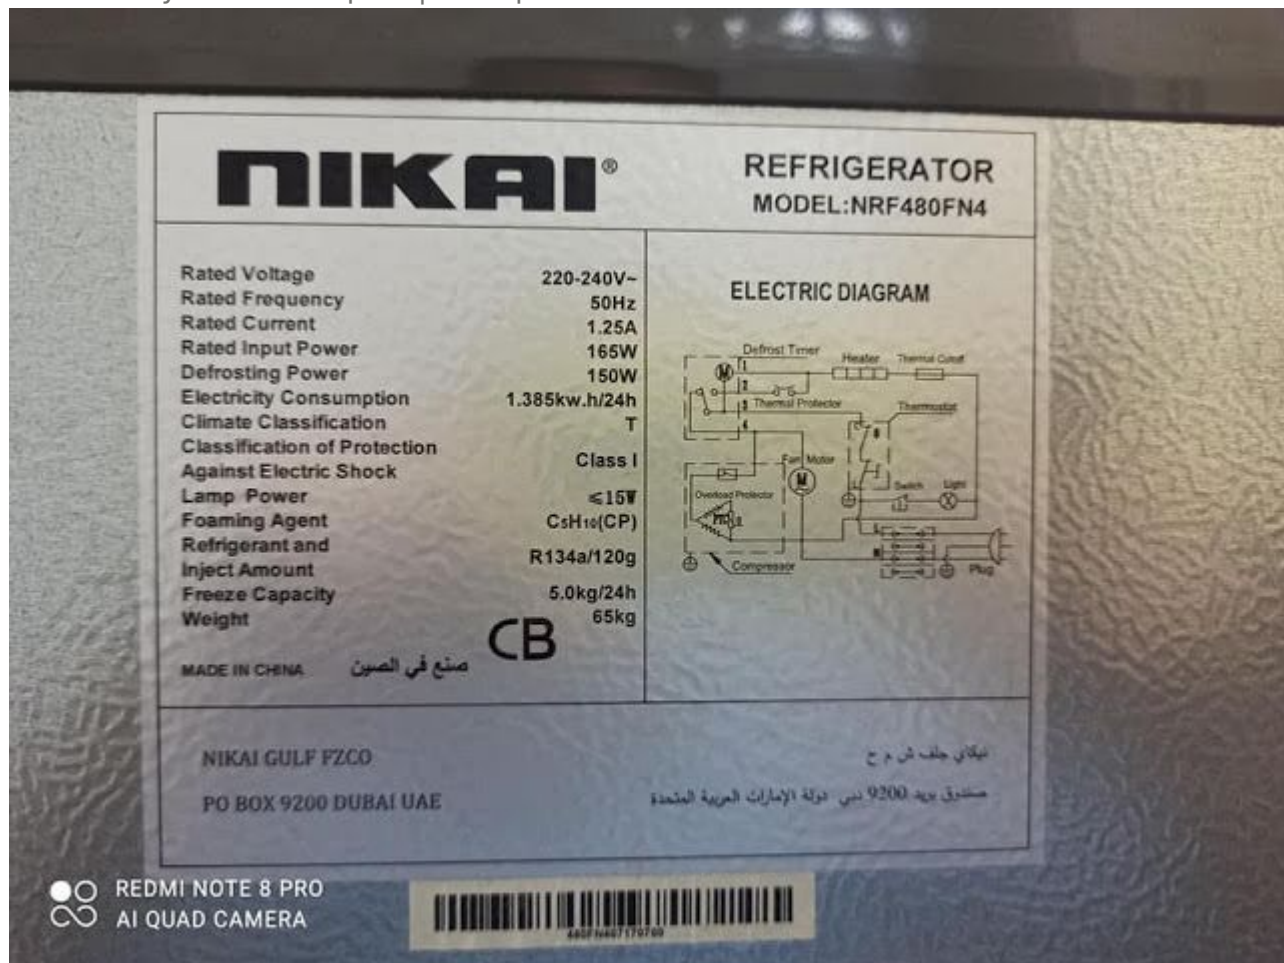 NIKAI®
REFRIGERATOR
MODEL:NRF480FN4
Rated Voltage 220-240V~
Rated Frequency 50Hz
Rated Current 1.25A
Rated Input Power 165W
Defrosting Power 150W
Electricity Consumption 1.385kw.h/24h
Climate Classification T
Classification of Protection
Against Electric Shock Class I
Lamp Power ≤15W
Foaming Agent C5H10(CP)
Refrigerant and
Inject Amount R134a/120g
Freeze Capacity 5.0kg/24h
Weight 65kg
CB
MADE IN CHINA صنع في الصين
ELECTRIC DIAGRAM
Defrost Timer
Heater
Thermal Cutoff
M
1
2
3
4
Thermal Protector
Thermostat
Fan Motor
M
Switch
Light
Overload Protector
PTC
L
N
Compressor
Plug
NIKAI GULF FZCO
نيكاي جلف ش م ح
PO BOX 9200 DUBAI UAE
صندوق بريد 9200 دبي دولة الإمارات العربية المتحدة
REDMI NOTE 8 PRO
AI QUAD CAMERA